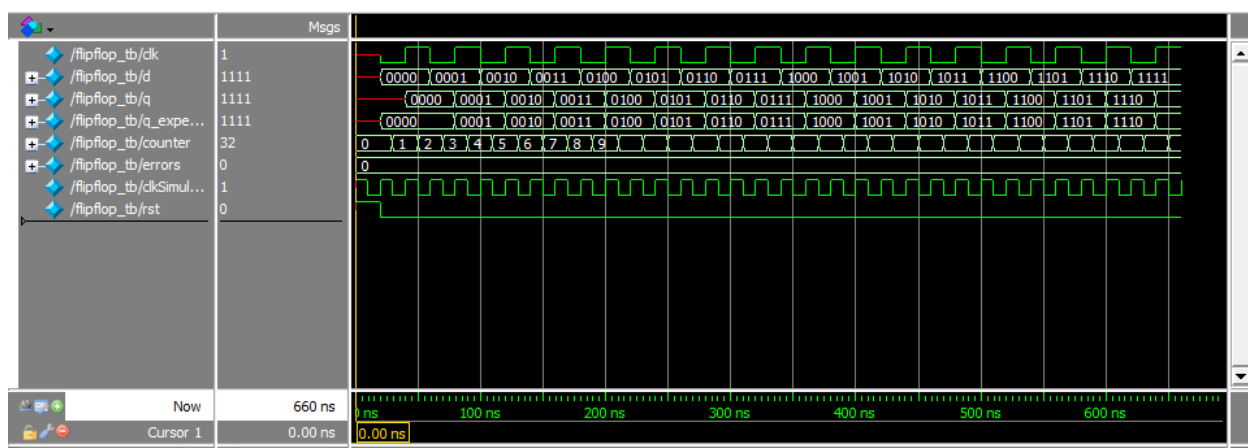 Msgs
/flipflop_tb/clk 1
/flipflop_tb/d 1111 0000 0001 0010 0011 0100 0101 0110 0111 1000 1001 1010 1011 1100 1101 1110 1111
/flipflop_tb/q 1111 0000 0001 0010 0011 0100 0101 0110 0111 1000 1001 1010 1011 1100 1101 1110
/flipflop_tb/q_expe... 1111 0000 0001 0010 0011 0100 0101 0110 0111 1000 1001 1010 1011 1100 1101 1110
/flipflop_tb/counter 32 0 1 2 3 4 5 6 7 8 9
/flipflop_tb/errors 0 0
/flipflop_tb/clkSimul... 1
/flipflop_tb/rst 0
Now 660 ns ns 100 ns 200 ns 300 ns 400 ns 500 ns 600 ns
Cursor 1 0.00 ns 0.00 ns